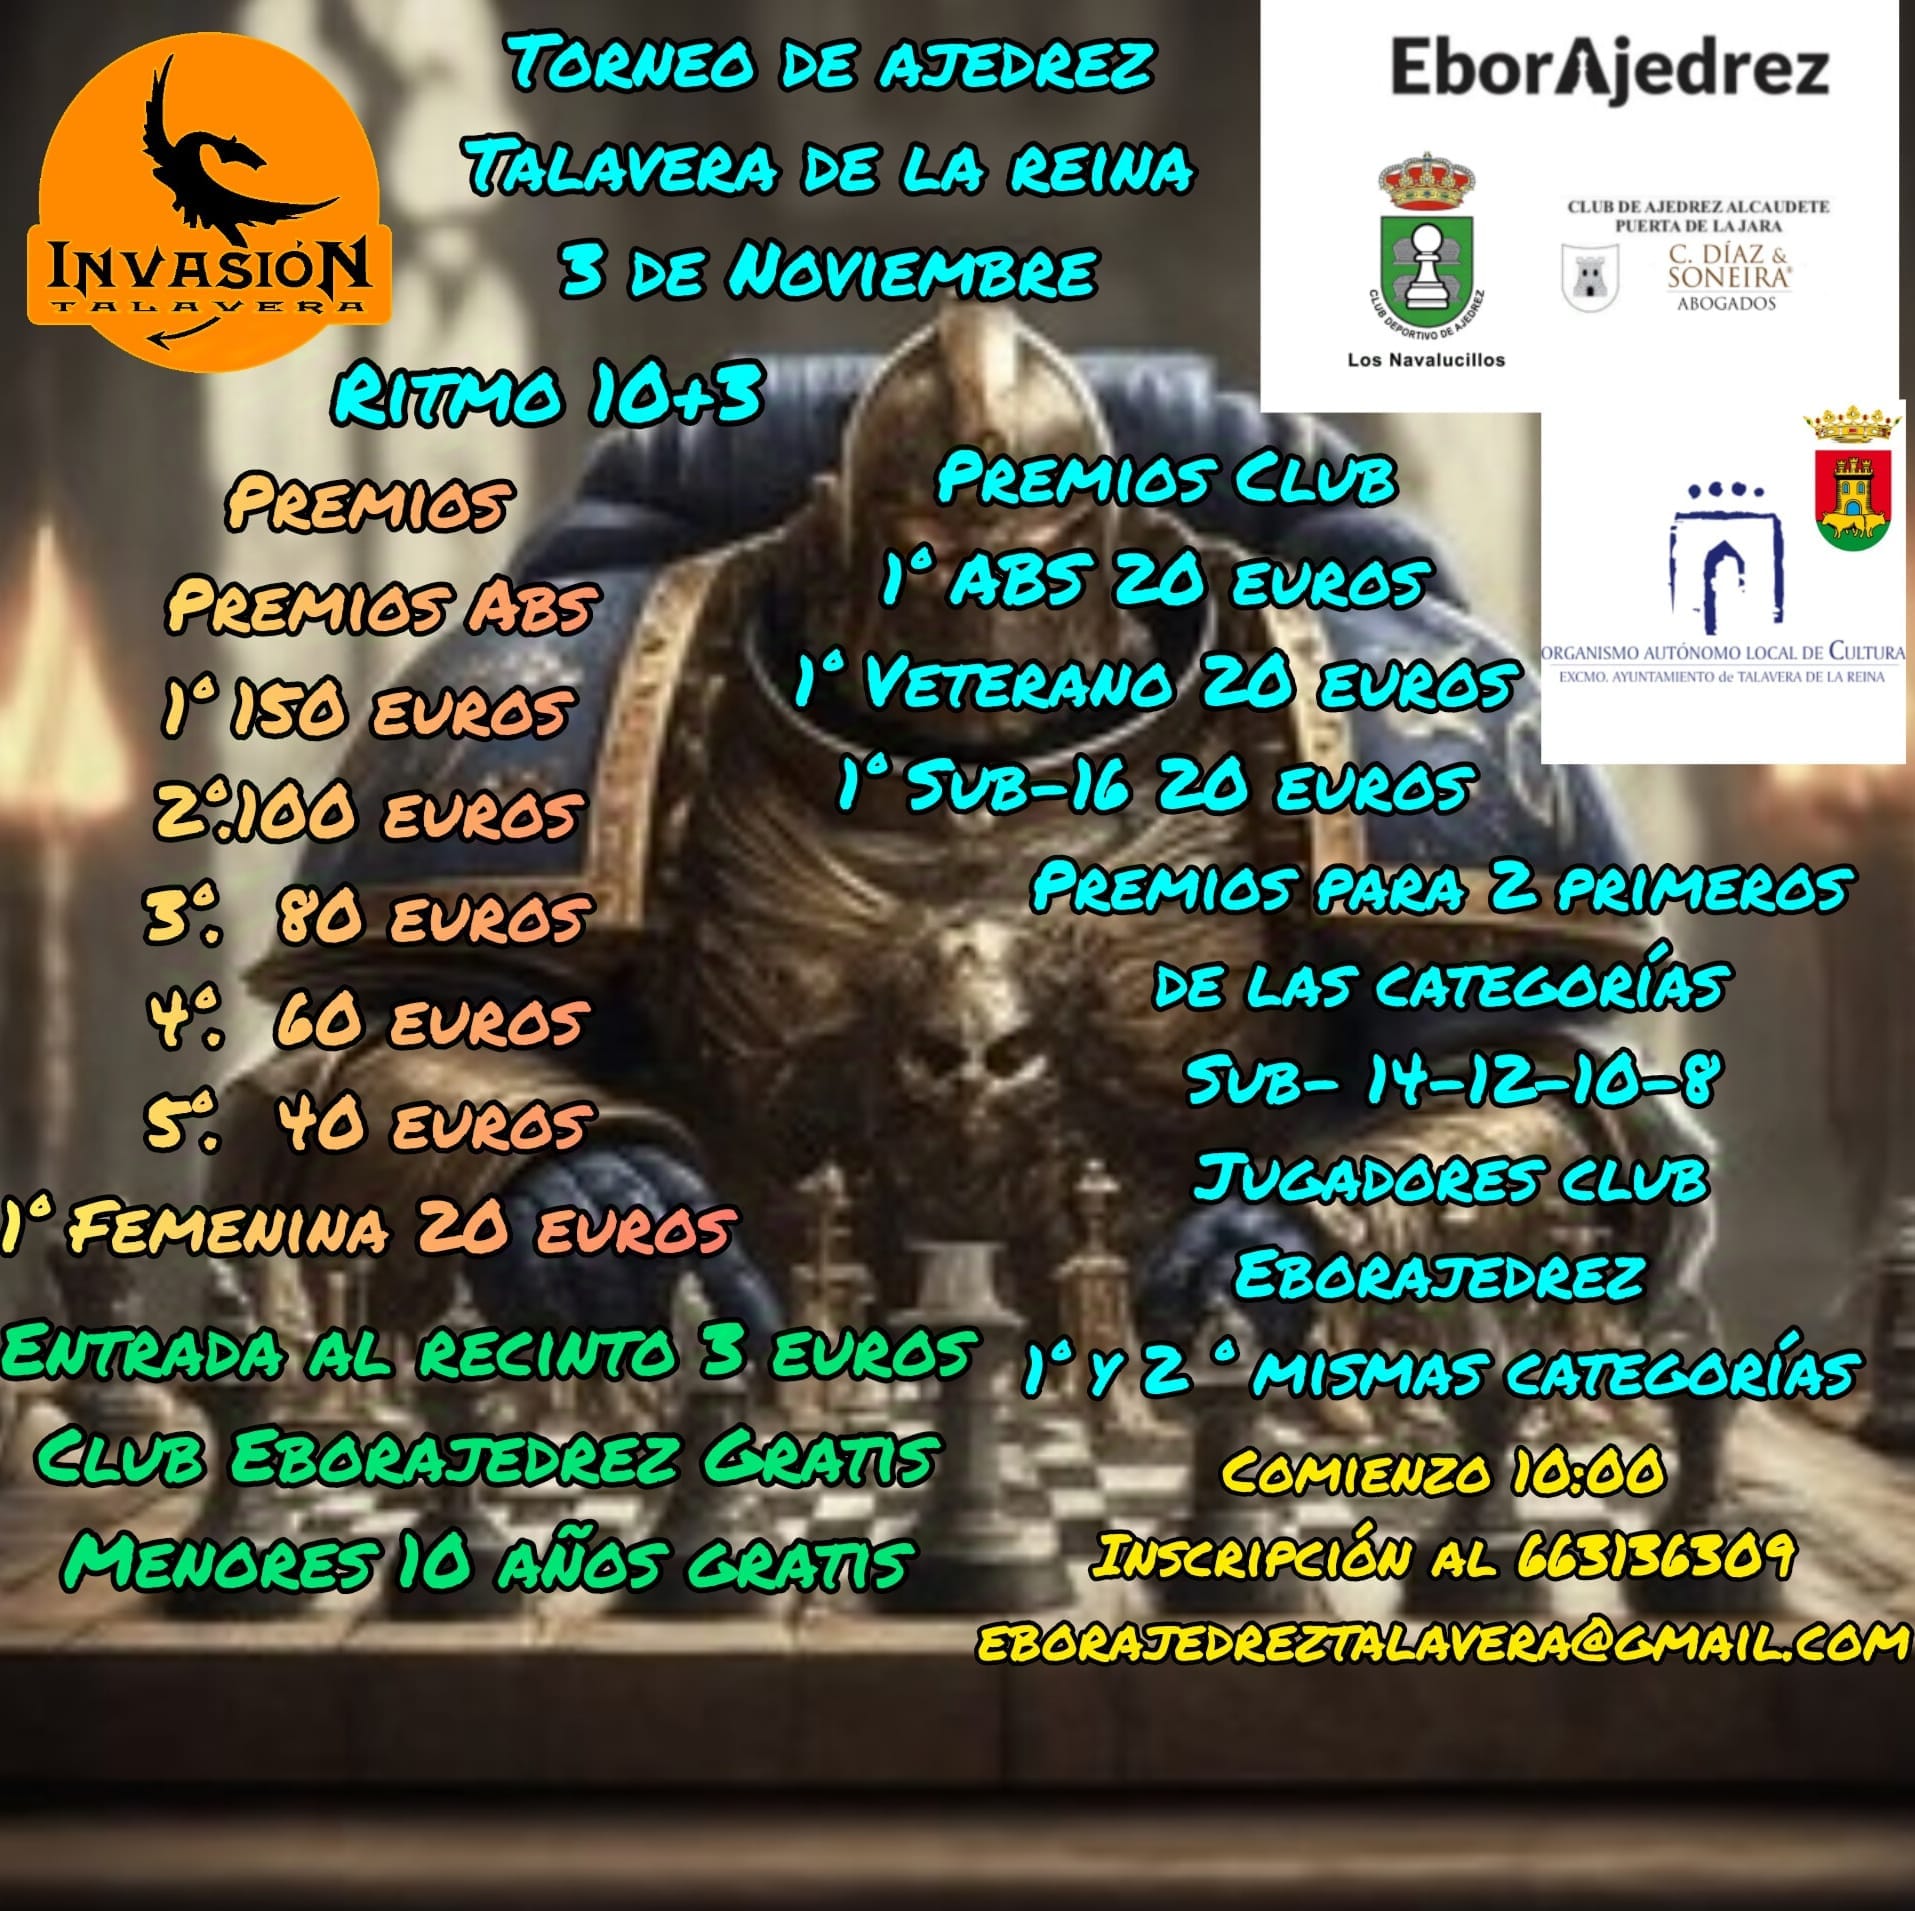 Torneo de ajedrez
Talavera de la reina
3 de Noviembre
Ritmo 10+3
INVASIÓN
TALAVERA
EborAjedrez
CLUB DEPORTIVO DE AJEDREZ
Los Navalucillos
CLUB DE AJEDREZ ALCAUDETE
PUERTA DE LA JARA
C. DÍAZ &
SONEIRA®
ABOGADOS
ORGANISMO AUTÓNOMO LOCAL DE CULTURA
EXCMO. AYUNTAMIENTO de TALAVERA DE LA REINA
Premios
Premios Abs
1° 150 euros
2°.100 euros
3°. 80 euros
4°. 60 euros
5°. 40 euros
1° Femenina 20 euros
Entrada al recinto 3 euros
Club Eborajedrez Gratis
Menores 10 años gratis
Premios Club
1° ABS 20 euros
1° Veterano 20 euros
1° Sub-16 20 euros
Premios para 2 primeros
de las categorías
Sub- 14-12-10-8
Jugadores club
Eborajedrez
1° y 2 ° mismas categorías
Comienzo 10:00
Inscripción al 663136309
eborajedreztalavera@gmail.com